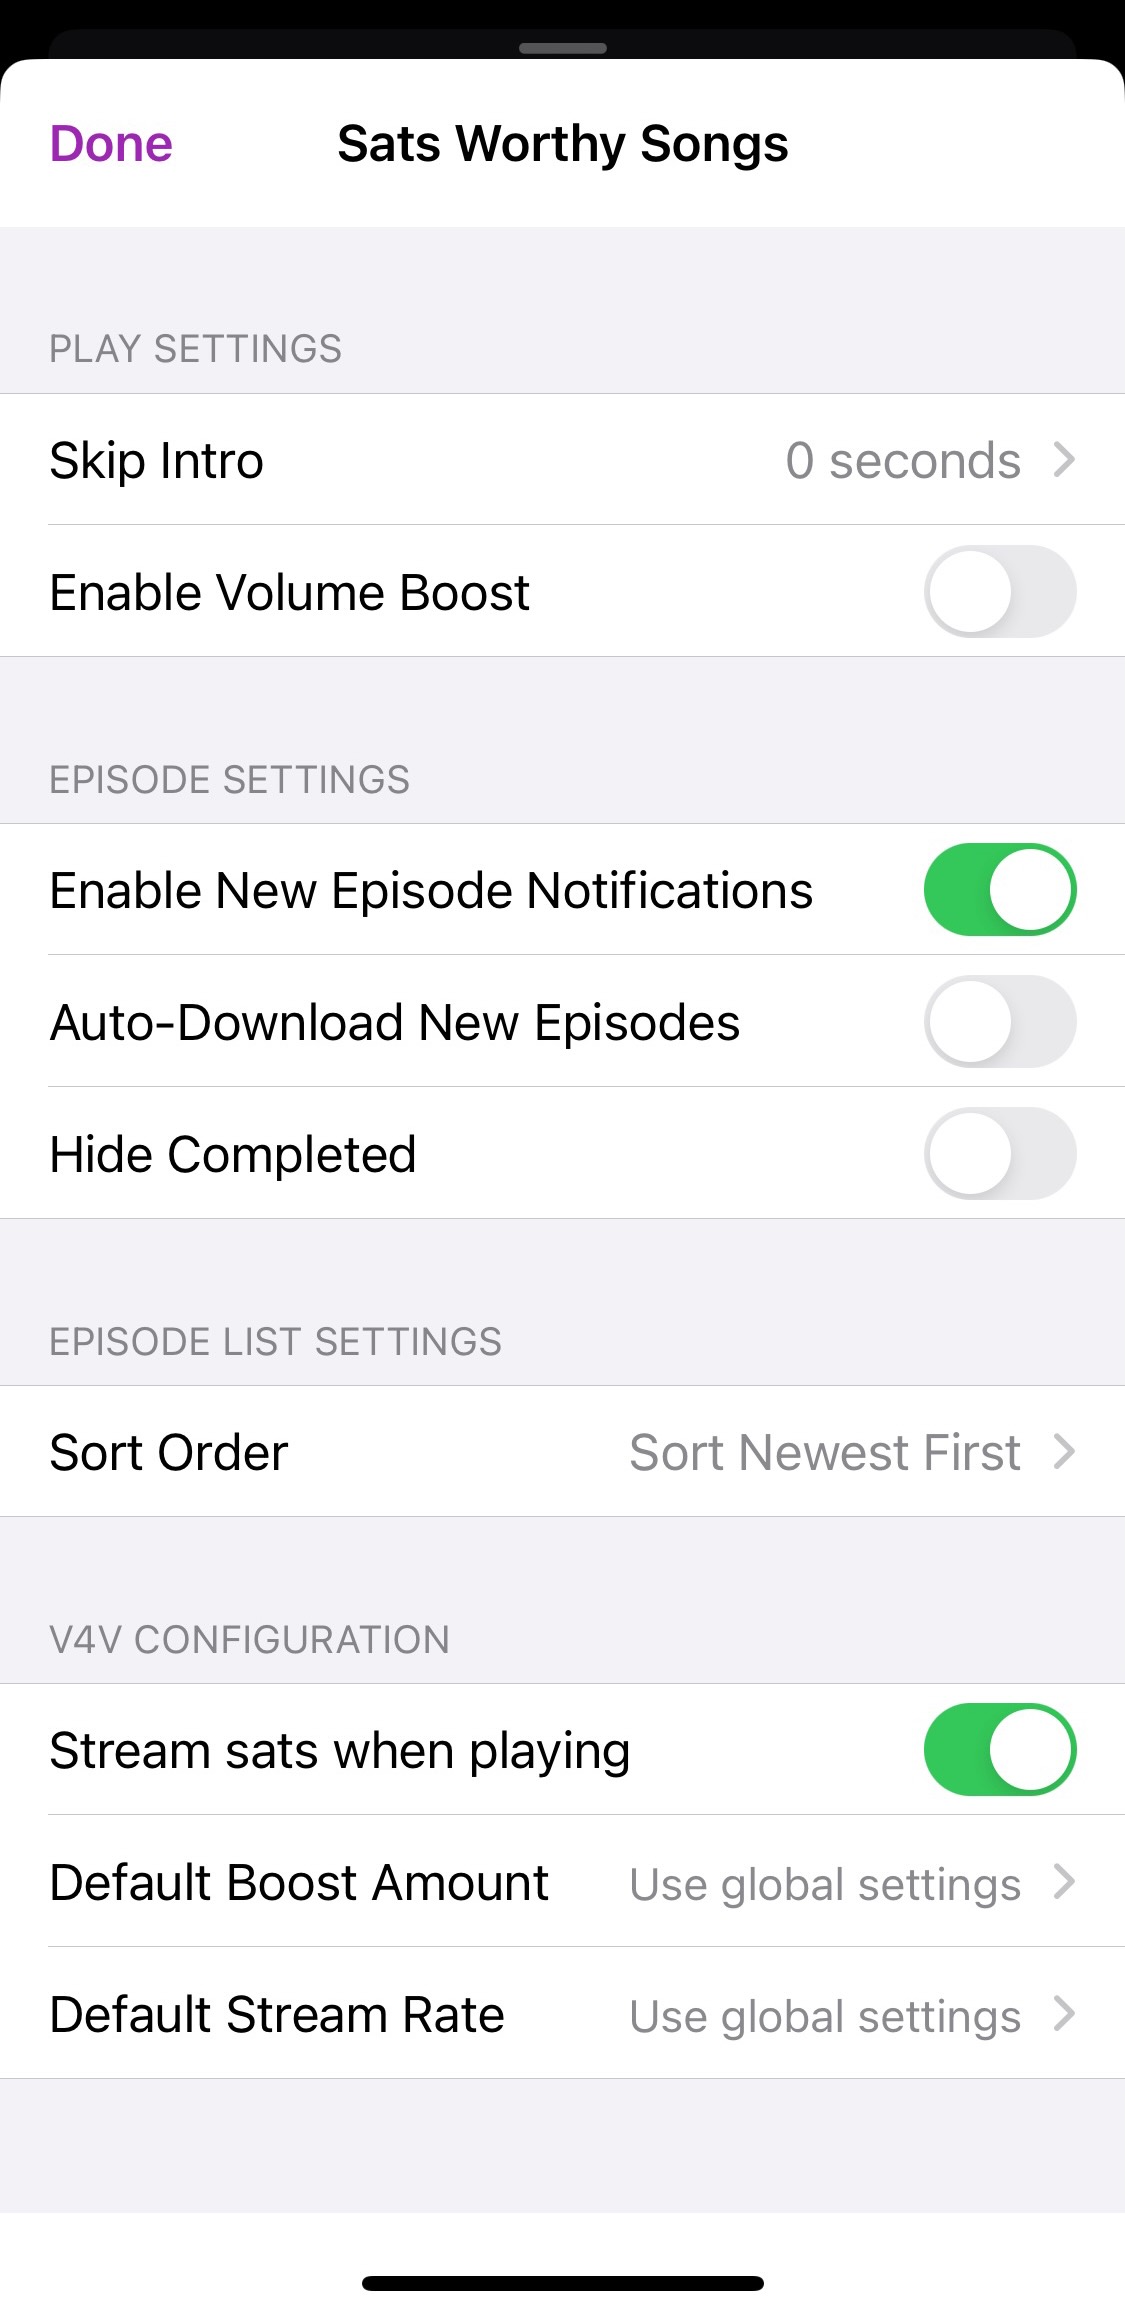 Done
Sats Worthy Songs
PLAY SETTINGS
Skip Intro 0 seconds
Enable Volume Boost
EPISODE SETTINGS
Enable New Episode Notifications
Auto-Download New Episodes
Hide Completed
EPISODE LIST SETTINGS
Sort Order Sort Newest First
V4V CONFIGURATION
Stream sats when playing
Default Boost Amount Use global settings
Default Stream Rate Use global settings